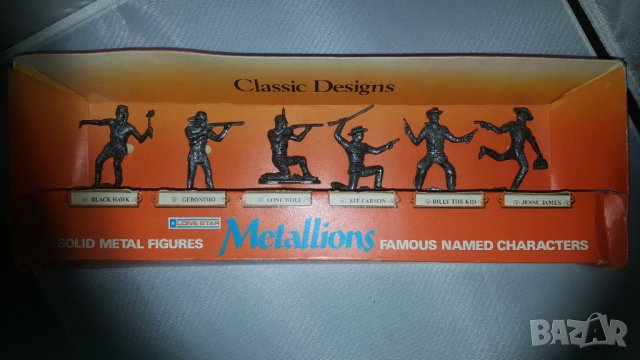 Classic Designs
BLACK HAWK
GERONIMO
LONE WOLF
KIT CARSON
BILLY THE KID
JESSE JAMES
LONE STAR
SOLID METAL FIGURES Metallions FAMOUS NAMED CHARACTERS
BAZAR